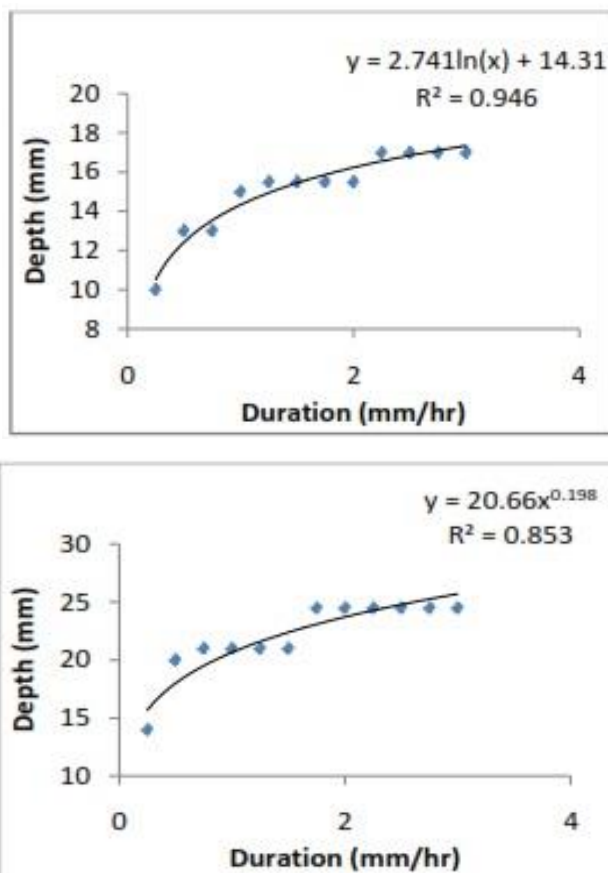 y = 2.741ln(x) + 14.31
R² = 0.946
20
18
16
14
12
10
8
Depth (mm)
0 2 4
Duration (mm/hr)
y = 20.66x^0.198
R² = 0.853
30
25
20
15
10
Depth (mm)
0 2 4
Duration (mm/hr)